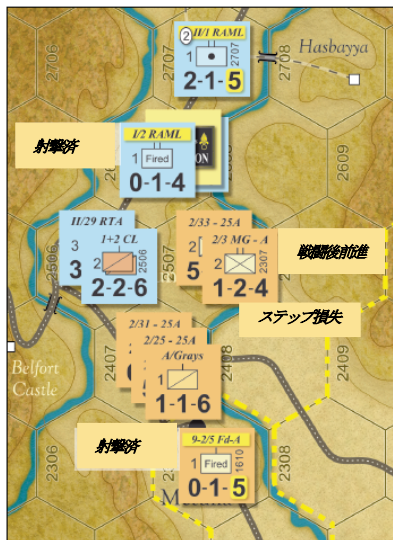 2706
② II/1 RAML
1
2707
2-1-5
2708
Hasbayya
射撃済
I/2 RAML
1 Fired
0-1-4
ON
2609
II/29 RTA
3
3
1+2 CL
2
2506
2-2-6
2506
2507
2/33 - 25A
2
5
2/3 MG - A
2
2307
1-2-4
戦闘後前進
ステップ損失
Belfort
Castle
2407
2/31 - 25A
2/25 - 25A
A/Grays
1
1-1-6
2408
2409
射撃済
9-2/5 Fd-A
1 Fired
1610
0-1-5
2306
2308
M